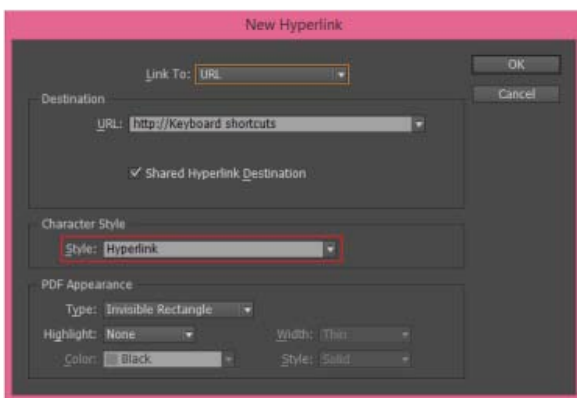 New Hyperlink
Link To: URL
OK
Cancel
Destination
URL: http://Keyboard shortcuts
Shared Hyperlink Destination
Character Style
Style: Hyperlink
PDF Appearance
Type: Invisible Rectangle
Highlight: None Width: Thin
Color: Black Style: Solid